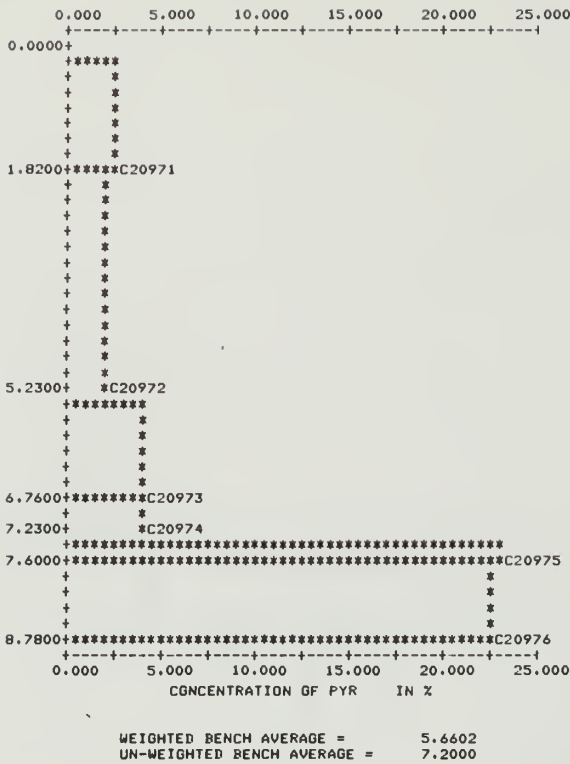 0.000 5.000 10.000 15.000 20.000 25.000
0.0000
1.8200 C20971
5.2300 C20972
6.7600 C20973
7.2300 C20974
7.6000 C20975
8.7800 C20976
0.000 5.000 10.000 15.000 20.000 25.000
CONCENTRATION OF PYR IN %
WEIGHTED BENCH AVERAGE = 5.6602
UN-WEIGHTED BENCH AVERAGE = 7.2000